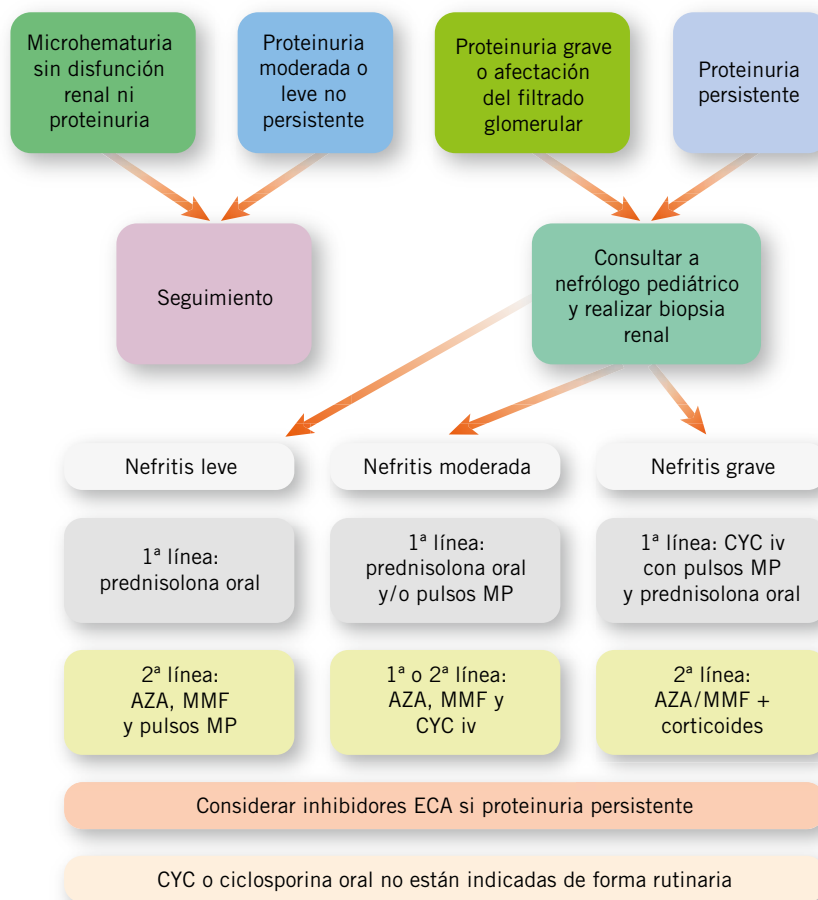 Microhematuria
sin disfunción
renal ni
proteinuria
Proteinuria
moderada o
leve no
persistente
Proteinuria grave
o afectación
del filtrado
glomerular
Proteinuria
persistente
Seguimiento
Consultar a
nefrólogo pediátrico
y realizar biopsia
renal
Nefritis leve
Nefritis moderada
Nefritis grave
1ª línea:
prednisolona oral
1ª línea:
prednisolona oral
y/o pulsos MP
1ª línea: CYC iv
con pulsos MP
y prednisolona oral
2ª línea:
AZA, MMF
y pulsos MP
1ª o 2ª línea:
AZA, MMF y
CYC iv
2ª línea:
AZA/MMF +
corticoides
Considerar inhibidores ECA si proteinuria persistente
CYC o ciclosporina oral no están indicadas de forma rutinaria